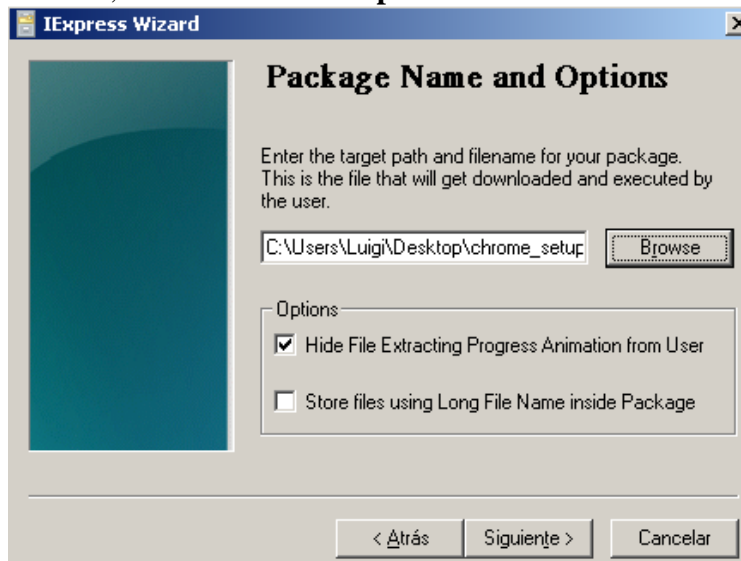 IExpress Wizard
Package Name and Options
Enter the target path and filename for your package.
This is the file that will get downloaded and executed by
the user.
C:\Users\Luigi\Desktop\chrome_setup
Browse
Options
Hide File Extracting Progress Animation from User
Store files using Long File Name inside Package
< Atrás
Siguiente >
Cancelar